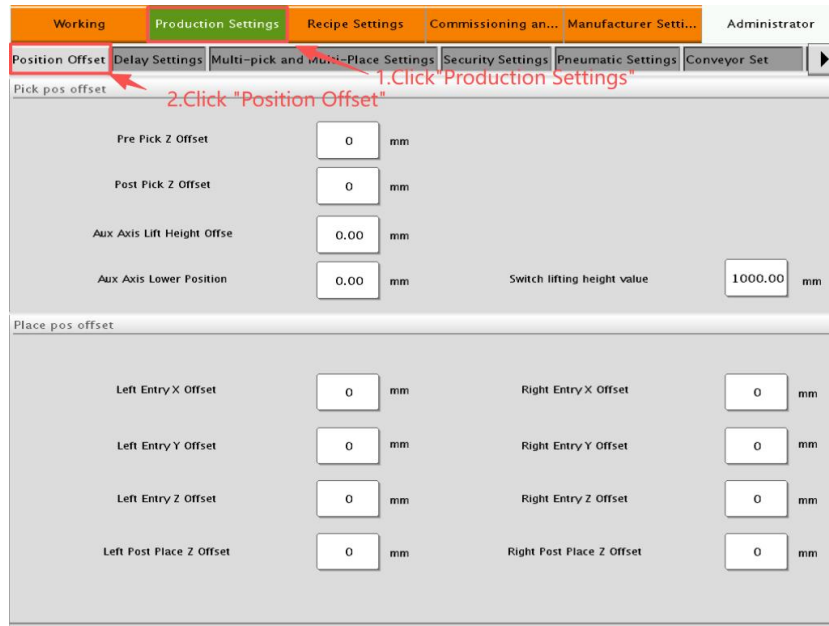 Working Production Settings Recipe Settings Commissioning an... Manufacturer Setti... Administrator
Position Offset Delay Settings Multi-pick and Multi-Place Settings Security Settings Pneumatic Settings Conveyor Set
1.Click"Production Settings"
2.Click "Position Offset"
Pick pos offset
Pre Pick Z Offset 0 mm
Post Pick Z Offset 0 mm
Aux Axis Lift Height Offse 0.00 mm
Aux Axis Lower Position 0.00 mm Switch lifting height value 1000.00 mm
Place pos offset
Left Entry X Offset 0 mm Right Entry X Offset 0 mm
Left Entry Y Offset 0 mm Right Entry Y Offset 0 mm
Left Entry Z Offset 0 mm Right Entry Z Offset 0 mm
Left Post Place Z Offset 0 mm Right Post Place Z Offset 0 mm